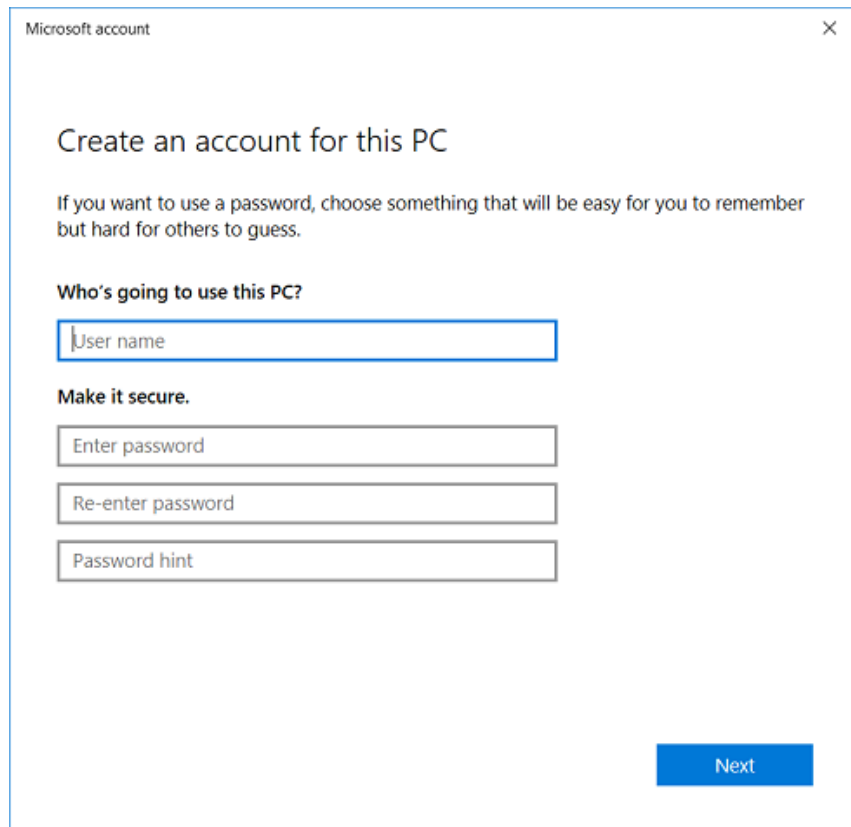 Microsoft account
Create an account for this PC
If you want to use a password, choose something that will be easy for you to remember
but hard for others to guess.
Who's going to use this PC?
User name
Make it secure.
Enter password
Re-enter password
Password hint
Next